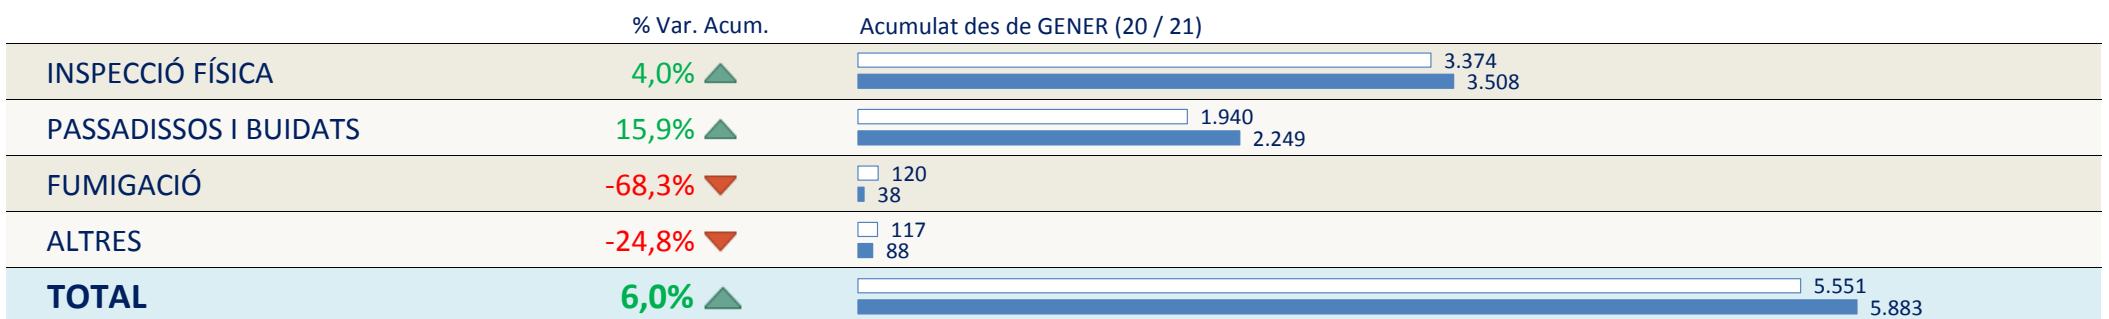 % Var. Acum. Acumulat des de GENER (20 / 21)
INSPECCIÓ FÍSICA 4,0% 3.374
3.508
PASSADISSOS I BUIDATS 15,9% 1.940
2.249
FUMIGACIÓ -68,3% 120
38
ALTRES -24,8% 117
88
TOTAL 6,0% 5.551
5.883